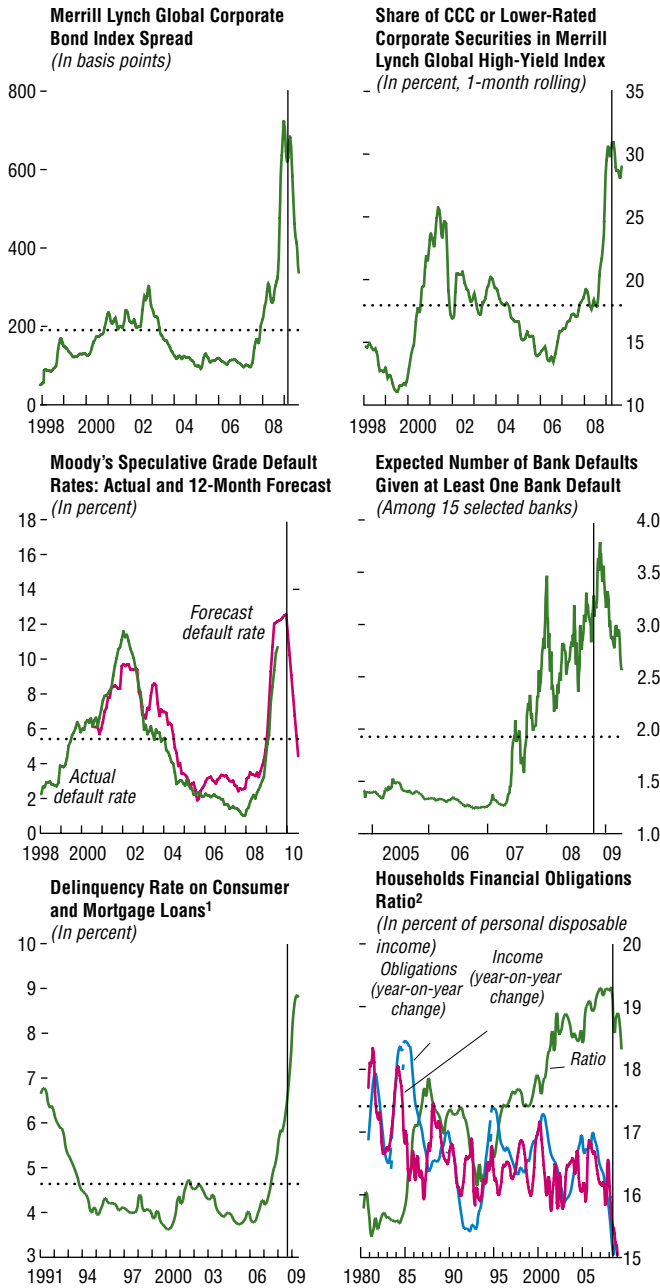 Merrill Lynch Global Corporate
Bond Index Spread
(In basis points)
800
600
400
200
0
1998 2000 02 04 06 08
Share of CCC or Lower-Rated
Corporate Securities in Merrill
Lynch Global High-Yield Index
(In percent, 1-month rolling)
35
30
25
20
15
10
1998 2000 02 04 06 08
Moody's Speculative Grade Default
Rates: Actual and 12-Month Forecast
(In percent)
18
16
14
12
10
8
6
4
2
0
Forecast
default rate
Actual
default rate
1998 2000 02 04 06 08 10
Expected Number of Bank Defaults
Given at Least One Bank Default
(Among 15 selected banks)
4.0
3.5
3.0
2.5
2.0
1.5
1.0
2005 06 07 08 09
Delinquency Rate on Consumer
and Mortgage Loans1
(In percent)
10
9
8
7
6
5
4
3
1991 94 97 2000 03 06 09
Households Financial Obligations
Ratio2
(In percent of personal disposable
income)
Obligations
(year-on-year
change)
Income
(year-on-year
change)
Ratio
20
19
18
17
16
15
1980 85 90 95 2000 05